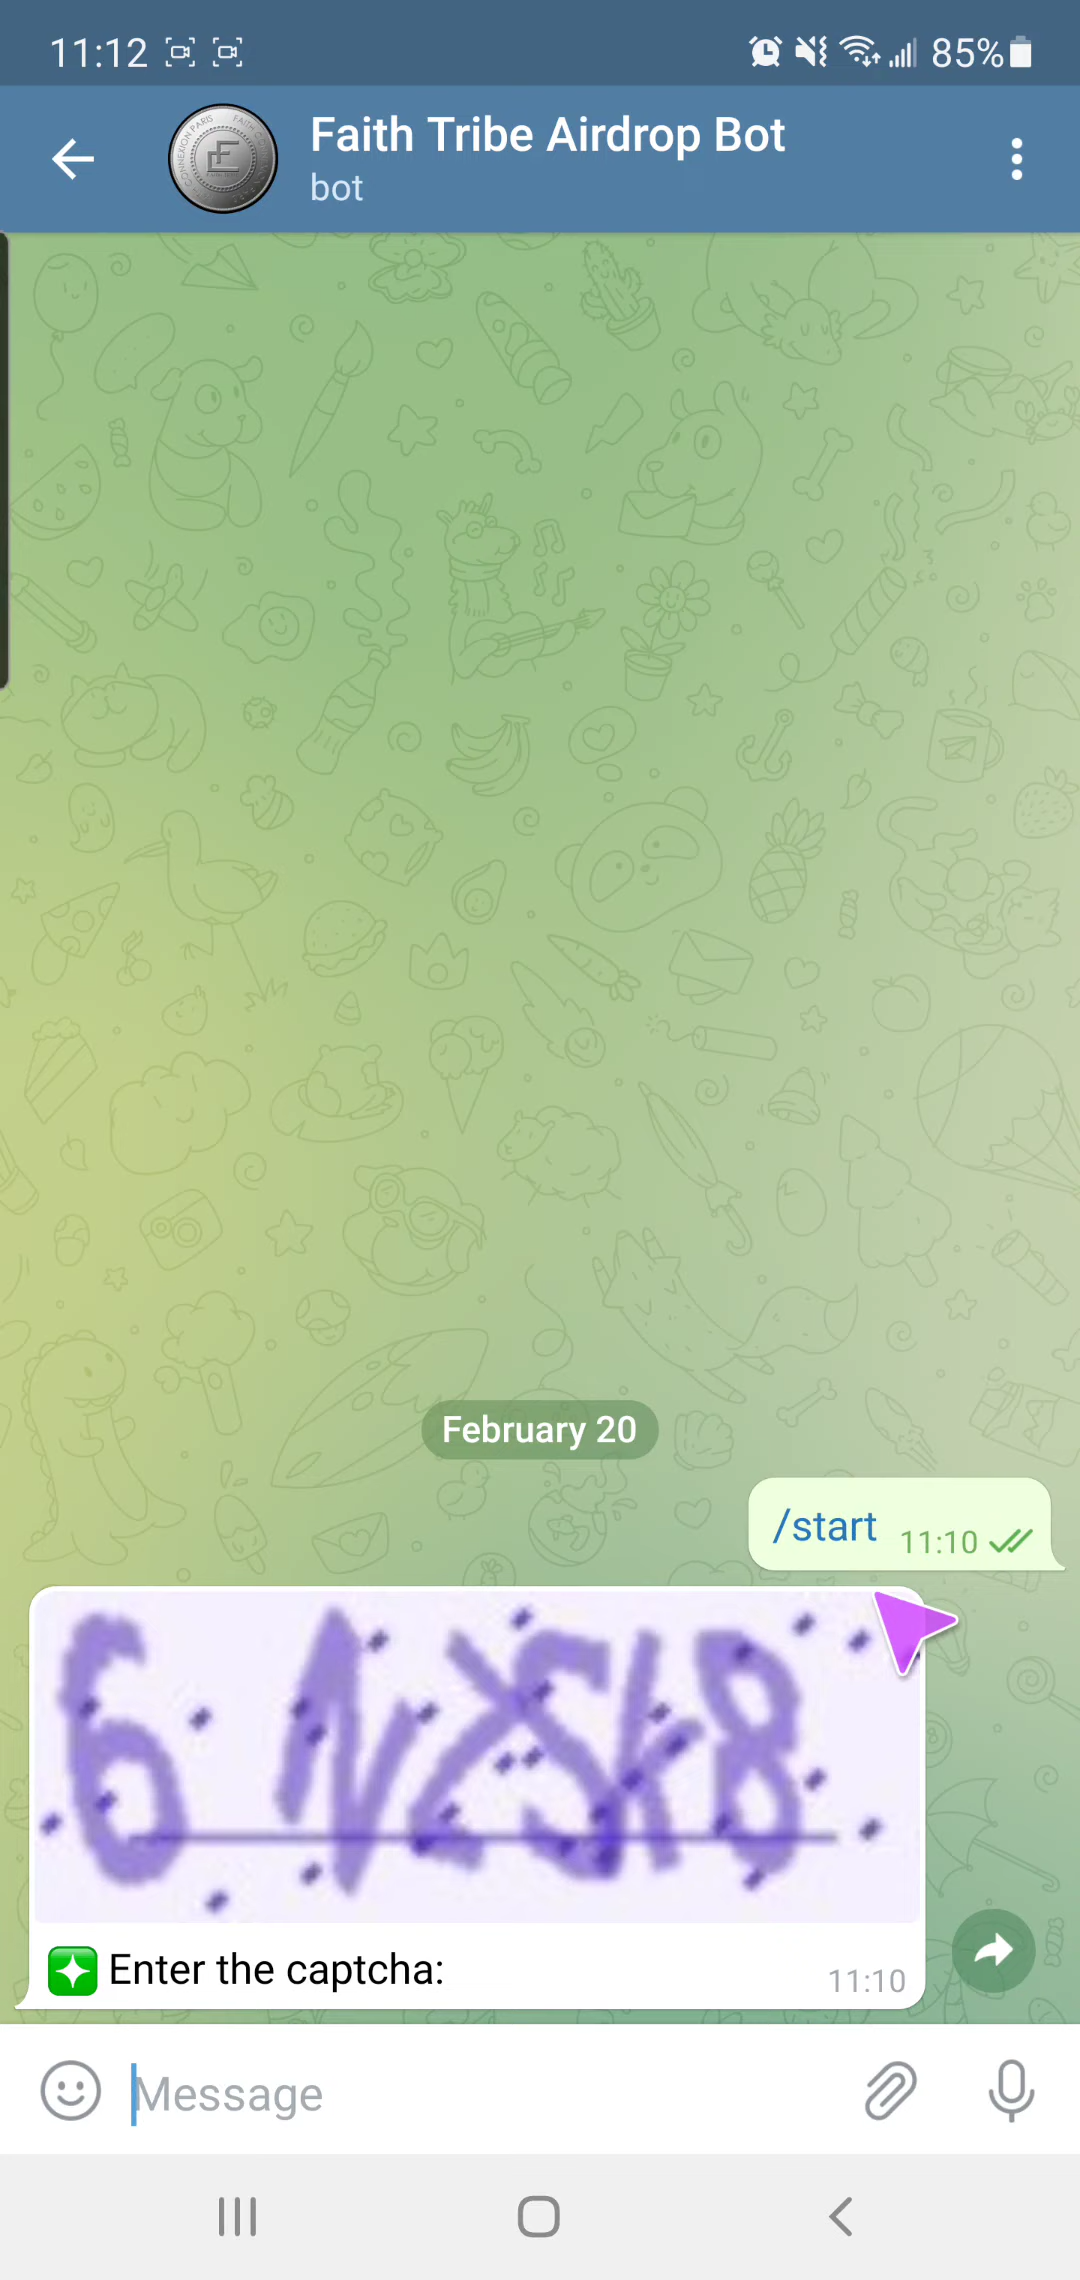 11:12
85%
Faith Tribe Airdrop Bot
bot
February 20
/start 11:10
Enter the captcha:
11:10
Message